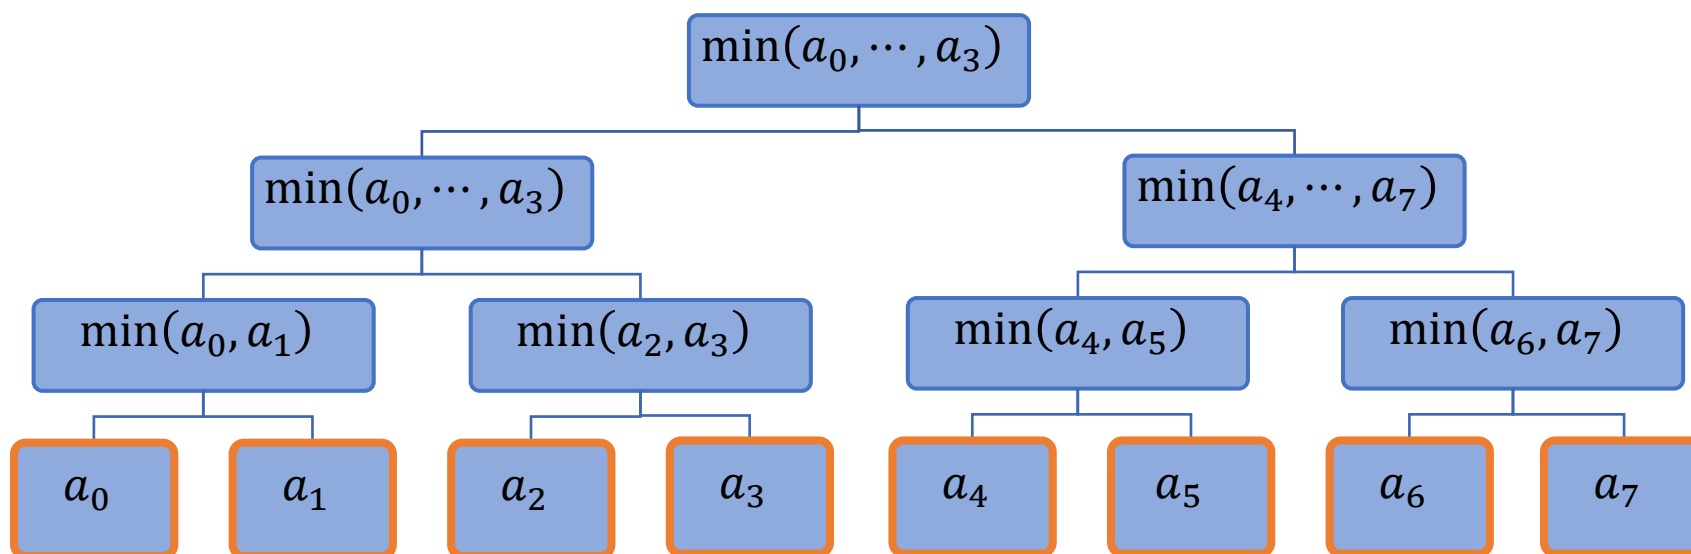 min(a₀, ⋯ , a₃)
min(a₀, ⋯ , a₃)
min(a₄, ⋯ , a₇)
min(a₀, a₁)
min(a₂, a₃)
min(a₄, a₅)
min(a₆, a₇)
a₀
a₁
a₂
a₃
a₄
a₅
a₆
a₇